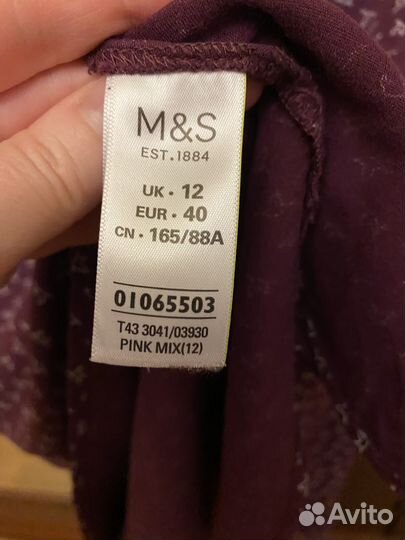 M&S
EST.1884
UK · 12
EUR · 40
CN · 165/88A
01065503
T43 3041/03930
PINK MIX(12)
Avito